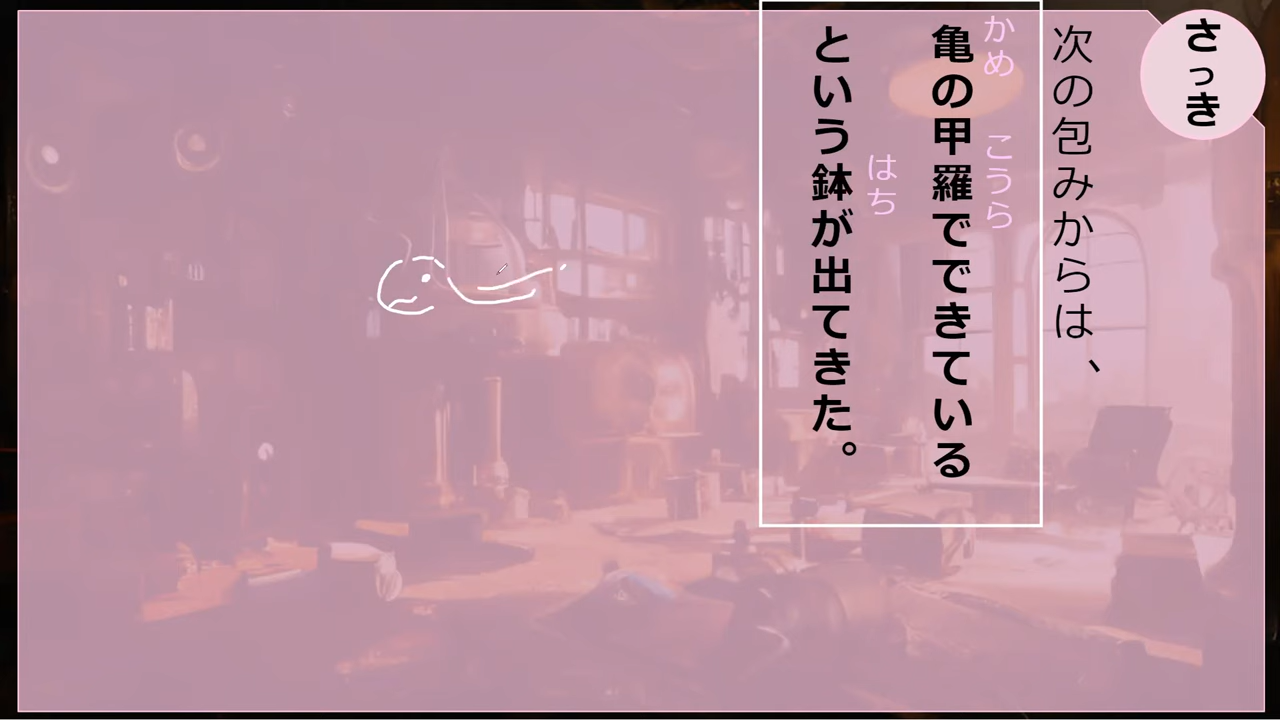 さっき
次の包みからは、
かめ こうら
亀の甲羅でできている
はち
という鉢が出てきた。